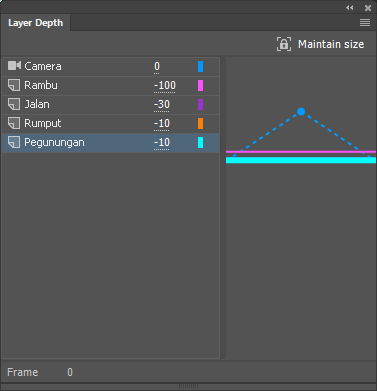 Layer Depth
Maintain size
Camera 0
Rambu -100
Jalan -30
Rumput -10
Pegunungan -10
Frame 0